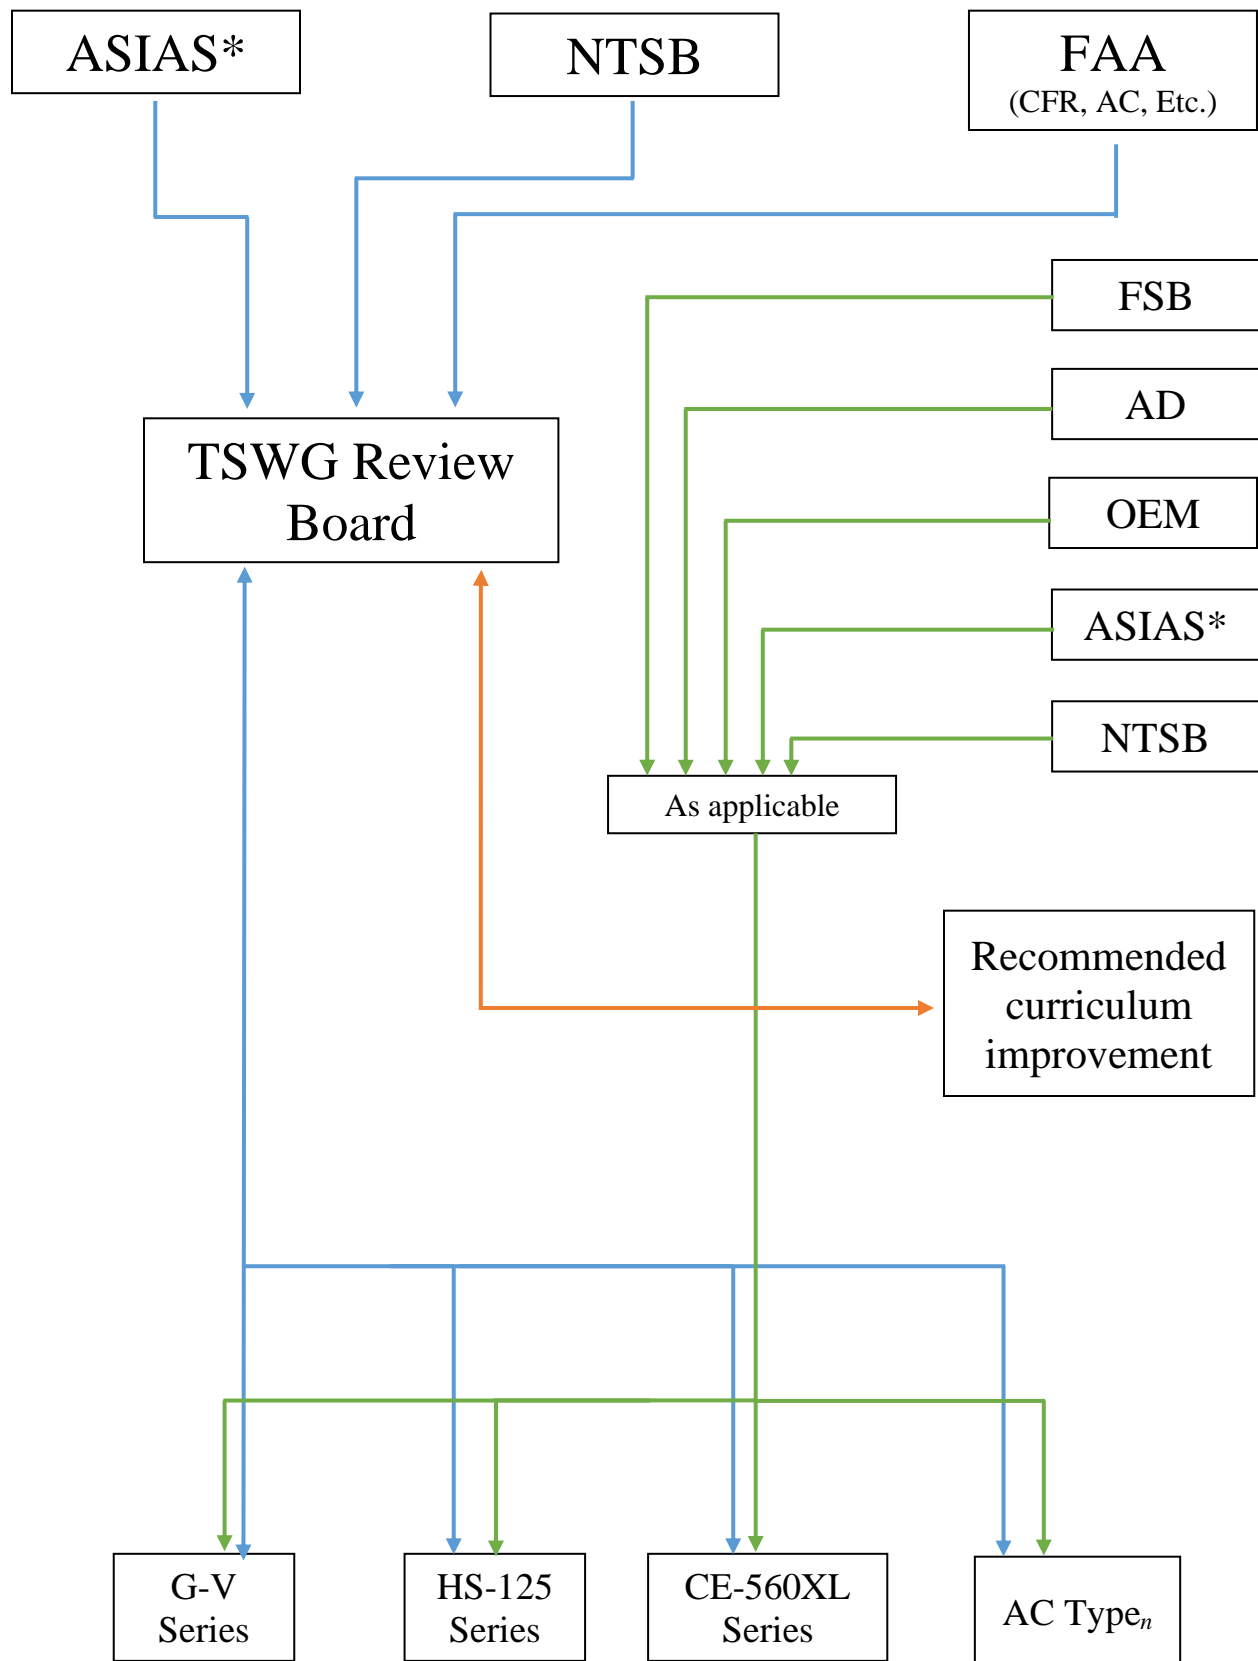 ASIAS*
NTSB
FAA
(CFR, AC, Etc.)
FSB
AD
TSWG Review
Board
OEM
ASIAS*
NTSB
As applicable
Recommended
curriculum
improvement
G-V
Series
HS-125
Series
CE-560XL
Series
AC Typeₙ